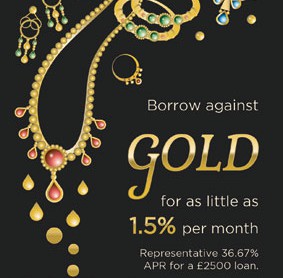 Borrow against
GOLD
for as little as
1.5% per month
Representative 36.67%
APR for a £2500 loan.